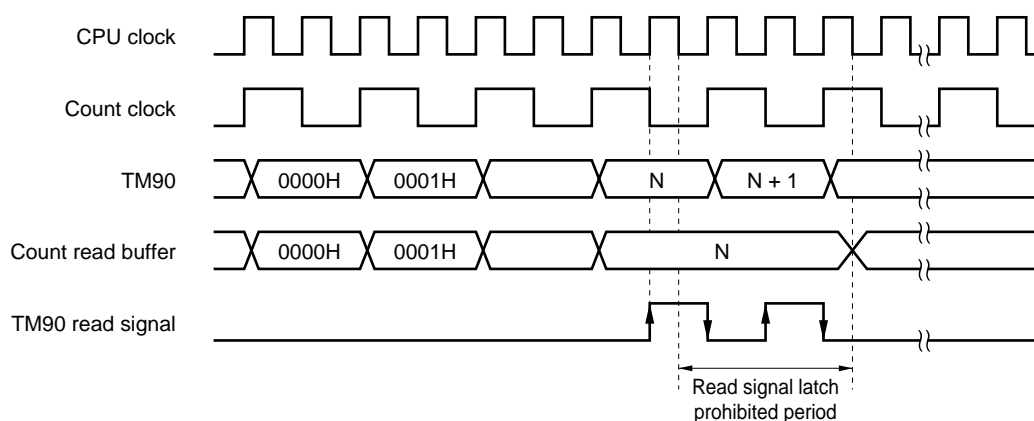 CPU clock
Count clock
TM90 0000H 0001H N N + 1
Count read buffer 0000H 0001H N
TM90 read signal
Read signal latch
prohibited period